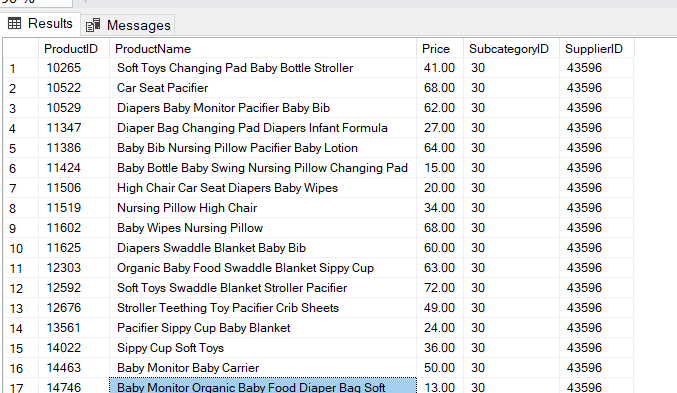 Results Messages
ProductID ProductName Price SubcategoryID SupplierID
1 10265 Soft Toys Changing Pad Baby Bottle Stroller 41.00 30 43596
2 10522 Car Seat Pacifier 68.00 30 43596
3 10529 Diapers Baby Monitor Pacifier Baby Bib 62.00 30 43596
4 11347 Diaper Bag Changing Pad Diapers Infant Formula 27.00 30 43596
5 11386 Baby Bib Nursing Pillow Pacifier Baby Lotion 64.00 30 43596
6 11424 Baby Bottle Baby Swing Nursing Pillow Changing Pad 15.00 30 43596
7 11506 High Chair Car Seat Diapers Baby Wipes 20.00 30 43596
8 11519 Nursing Pillow High Chair 34.00 30 43596
9 11602 Baby Wipes Nursing Pillow 68.00 30 43596
10 11625 Diapers Swaddle Blanket Baby Bib 60.00 30 43596
11 12303 Organic Baby Food Swaddle Blanket Sippy Cup 63.00 30 43596
12 12592 Soft Toys Swaddle Blanket Stroller Pacifier 72.00 30 43596
13 12676 Stroller Teething Toy Pacifier Crib Sheets 49.00 30 43596
14 13561 Pacifier Sippy Cup Baby Blanket 24.00 30 43596
15 14022 Sippy Cup Soft Toys 36.00 30 43596
16 14463 Baby Monitor Baby Carrier 50.00 30 43596
17 14746 Baby Monitor Organic Baby Food Diaper Bag Soft 13.00 30 43596